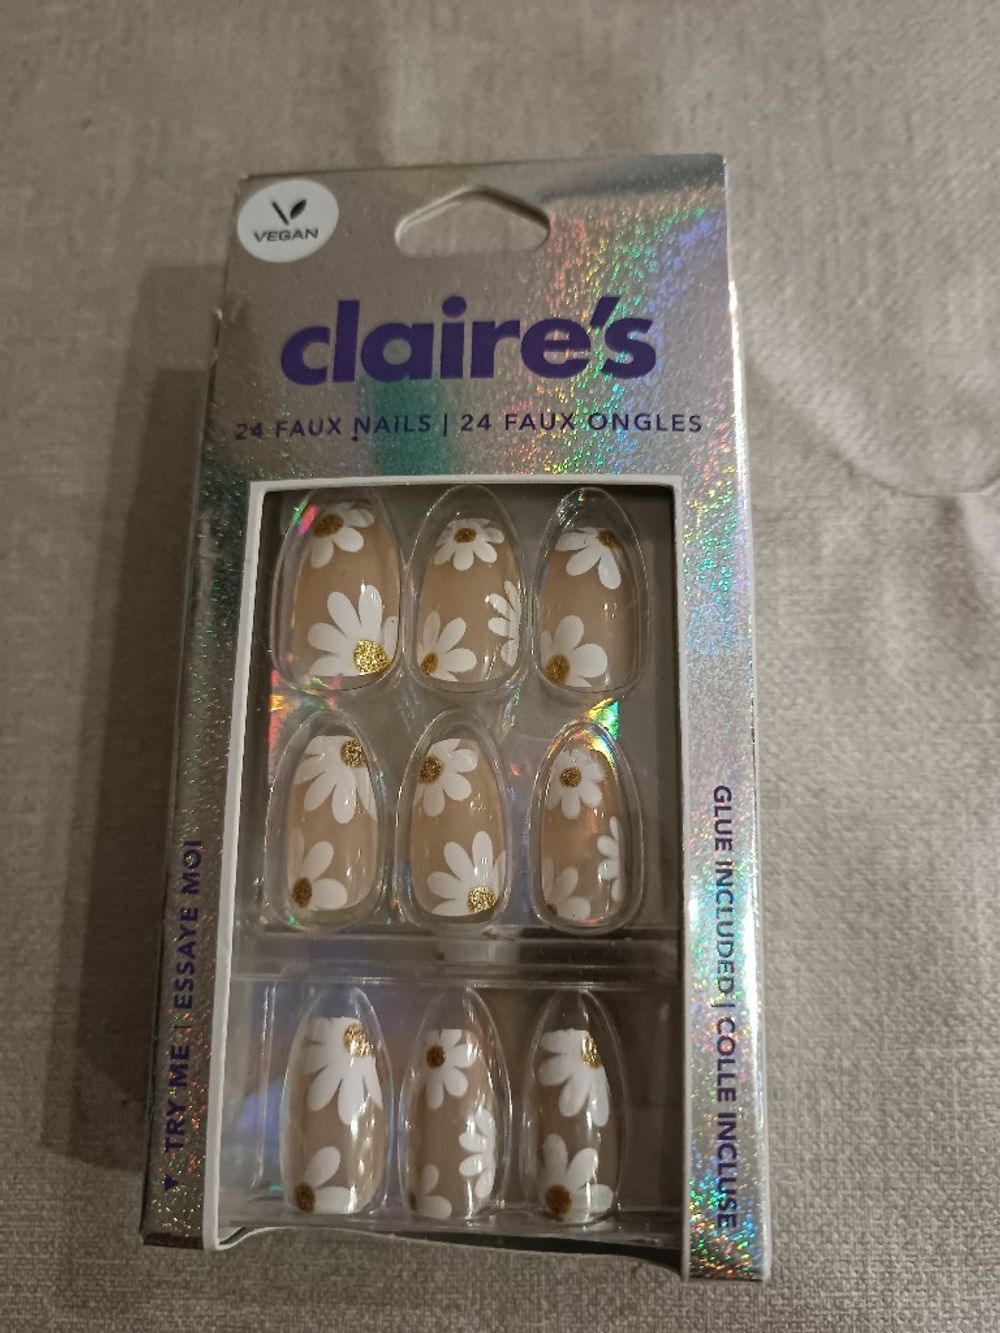 VEGAN
claire's
24 FAUX NAILS | 24 FAUX ONGLES
TRY ME | ESSAYE MOI
GLUE INCLUDED | COLLE INCLUSE